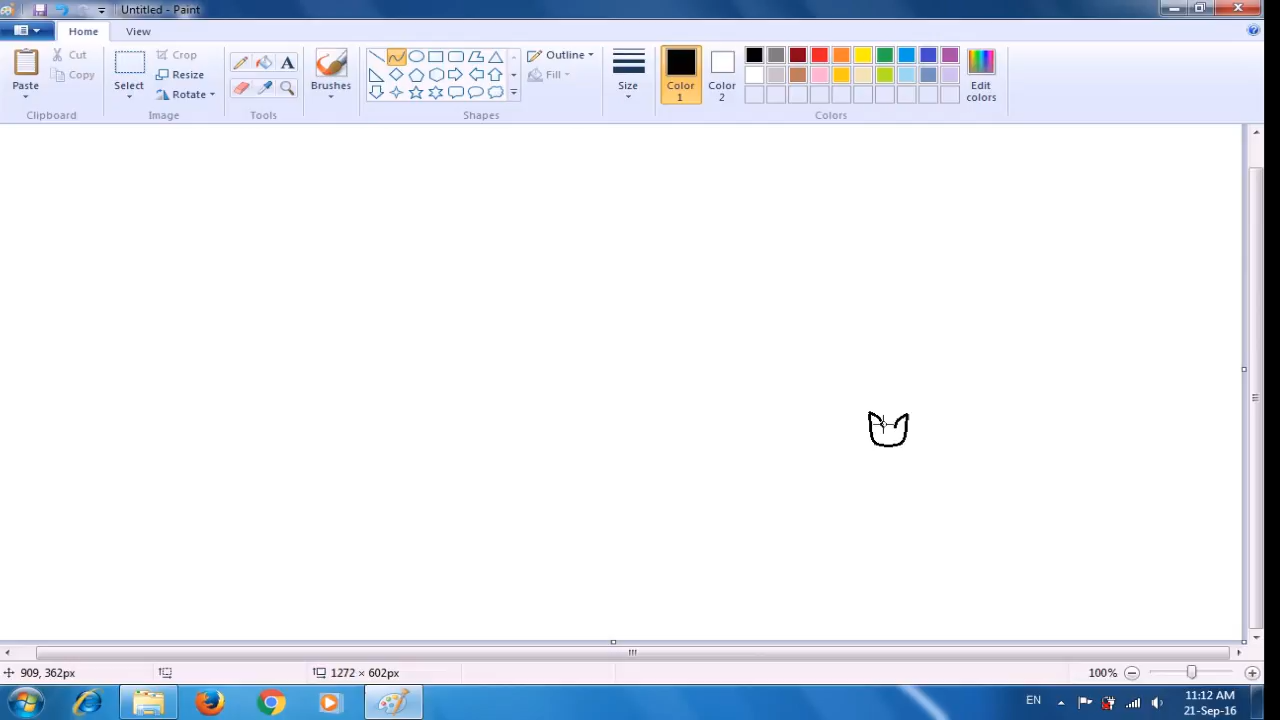 Untitled - Paint
Home View
Paste
Cut
Copy
Clipboard
Select
Crop
Resize
Rotate
Image
A
Tools
Brushes
Outline
Fill
Shapes
Size
Color 1
Color 2
Edit colors
Colors
909, 362px
1272 × 602px
100%
EN
11:12 AM
21-Sep-16